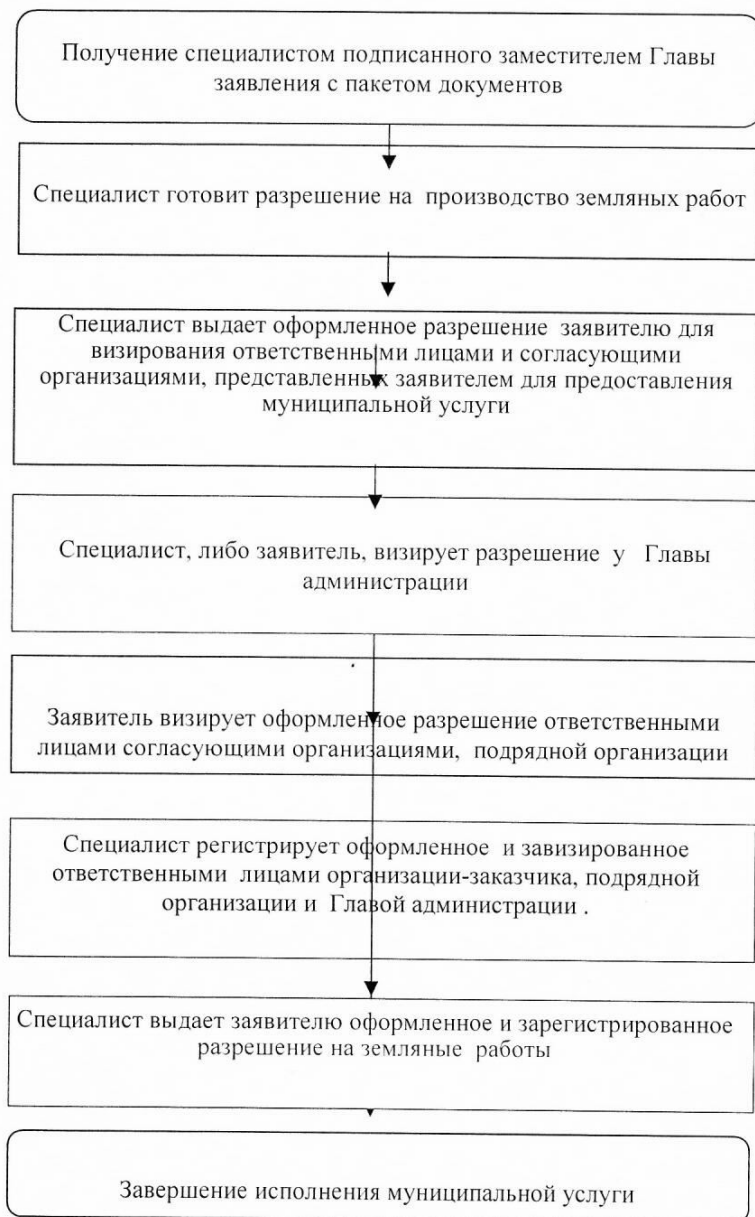 Получение специалистом подписанного заместителем Главы
заявления с пакетом документов
Специалист готовит разрешение на производство земляных работ
Специалист выдает оформленное разрешение заявителю для
визирования ответственными лицами и согласующими
организациями, представленных заявителем для предоставления
муниципальной услуги
Специалист, либо заявитель, визирует разрешение у Главы
администрации
Заявитель визирует оформленное разрешение ответственными
лицами согласующими организациями, подрядной организации
Специалист регистрирует оформленное и завизированное
ответственными лицами организации-заказчика, подрядной
организации и Главой администрации .
Специалист выдает заявителю оформленное и зарегистрированное
разрешение на земляные работы
Завершение исполнения муниципальной услуги